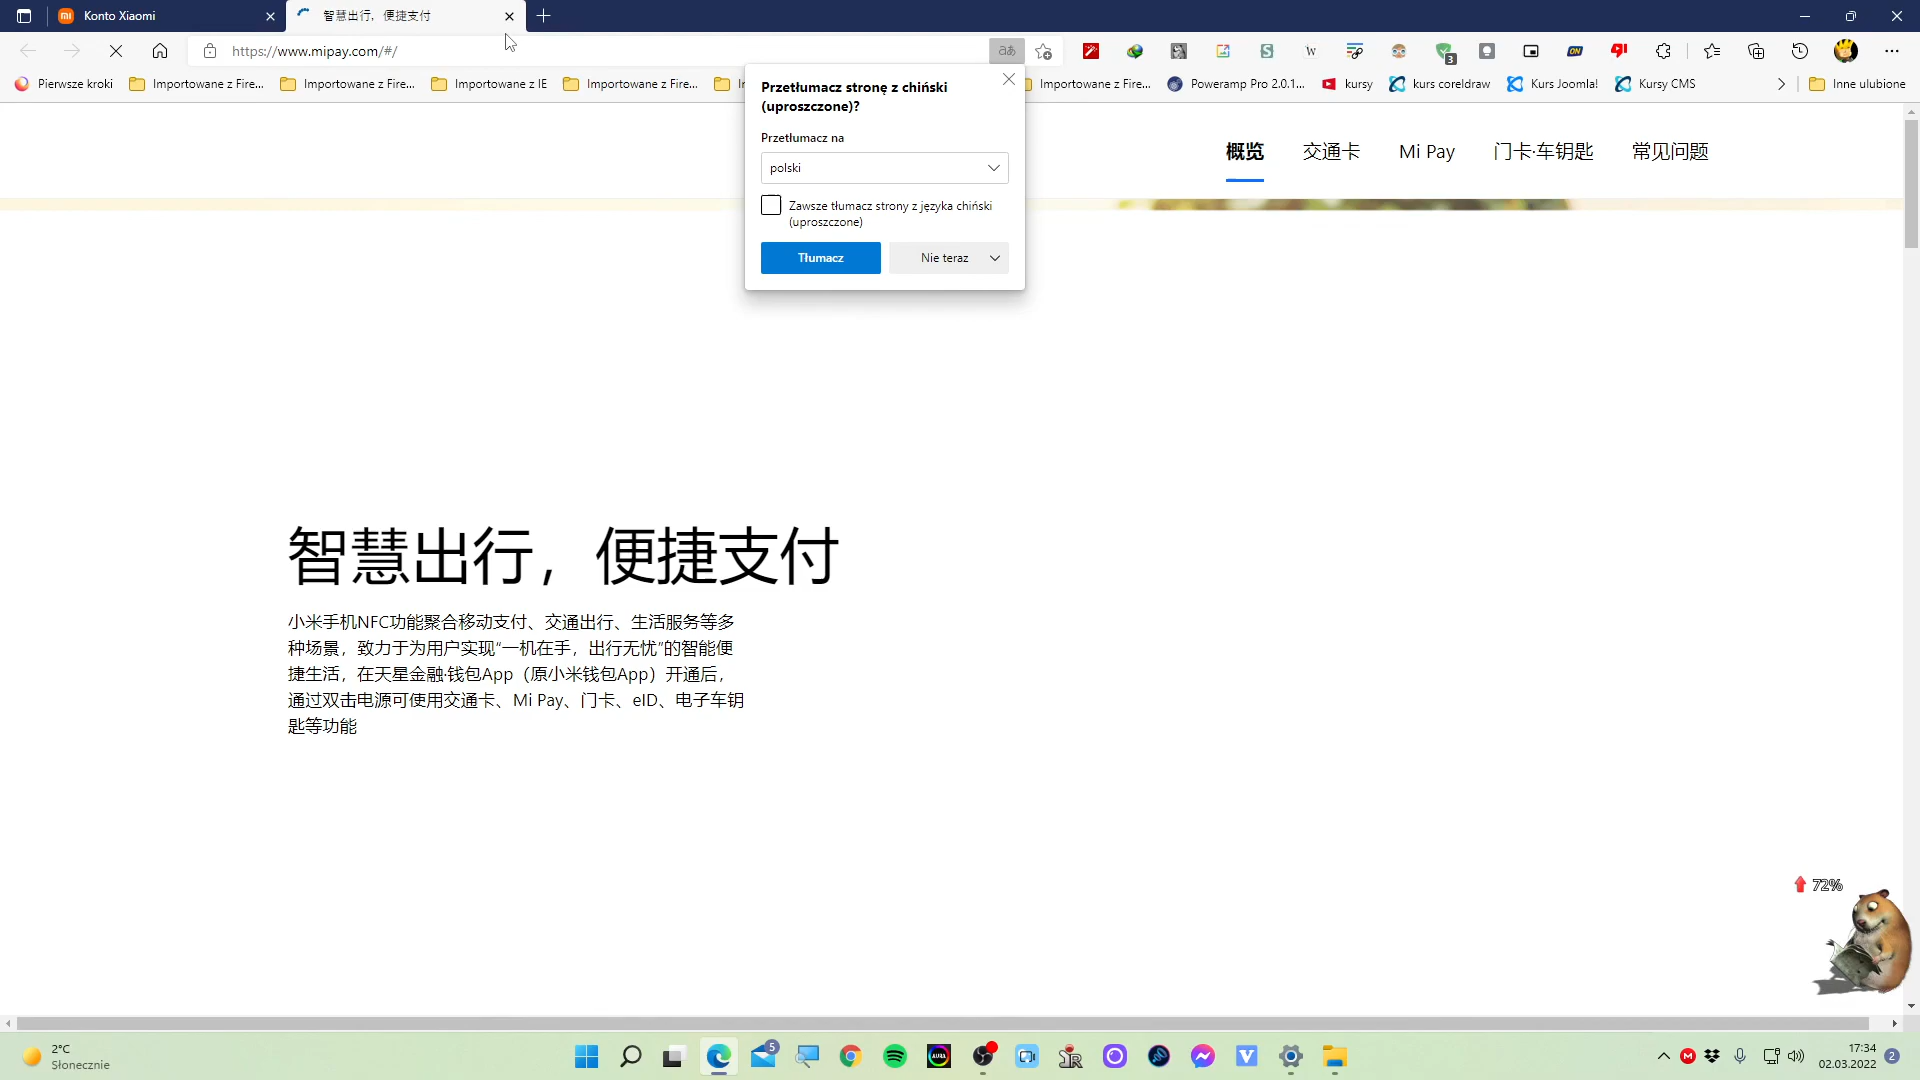 Konto Xiaomi
智慧出行，便捷支付
https://www.mipay.com/#/
Pierwsze kroki
Importowane z Fire...
Importowane z Fire...
Importowane z IE
Importowane z Fire...
Importowane z Fire...
Poweramp Pro 2.0.1...
kursy
kurs coreldraw
Kurs Joomla!
Kursy CMS
Inne ulubione
Przetłumacz stronę z chiński
(uproszczone)?
Przetłumacz na
polski
Zawsze tłumacz strony z języka chiński
(uproszczone)
Tłumacz
Nie teraz
概览
交通卡
Mi Pay
门卡·车钥匙
常见问题
智慧出行，便捷支付
小米手机NFC功能聚合移动支付、交通出行、生活服务等多
种场景，致力于为用户实现“一机在手，出行无忧”的智能便
捷生活，在天星金融·钱包App（原小米钱包App）开通后，
通过双击电源可使用交通卡、Mi Pay、门卡、eID、电子车钥
匙等功能
72%
2°C
Słonecznie
5
17:34
02.03.2022
2